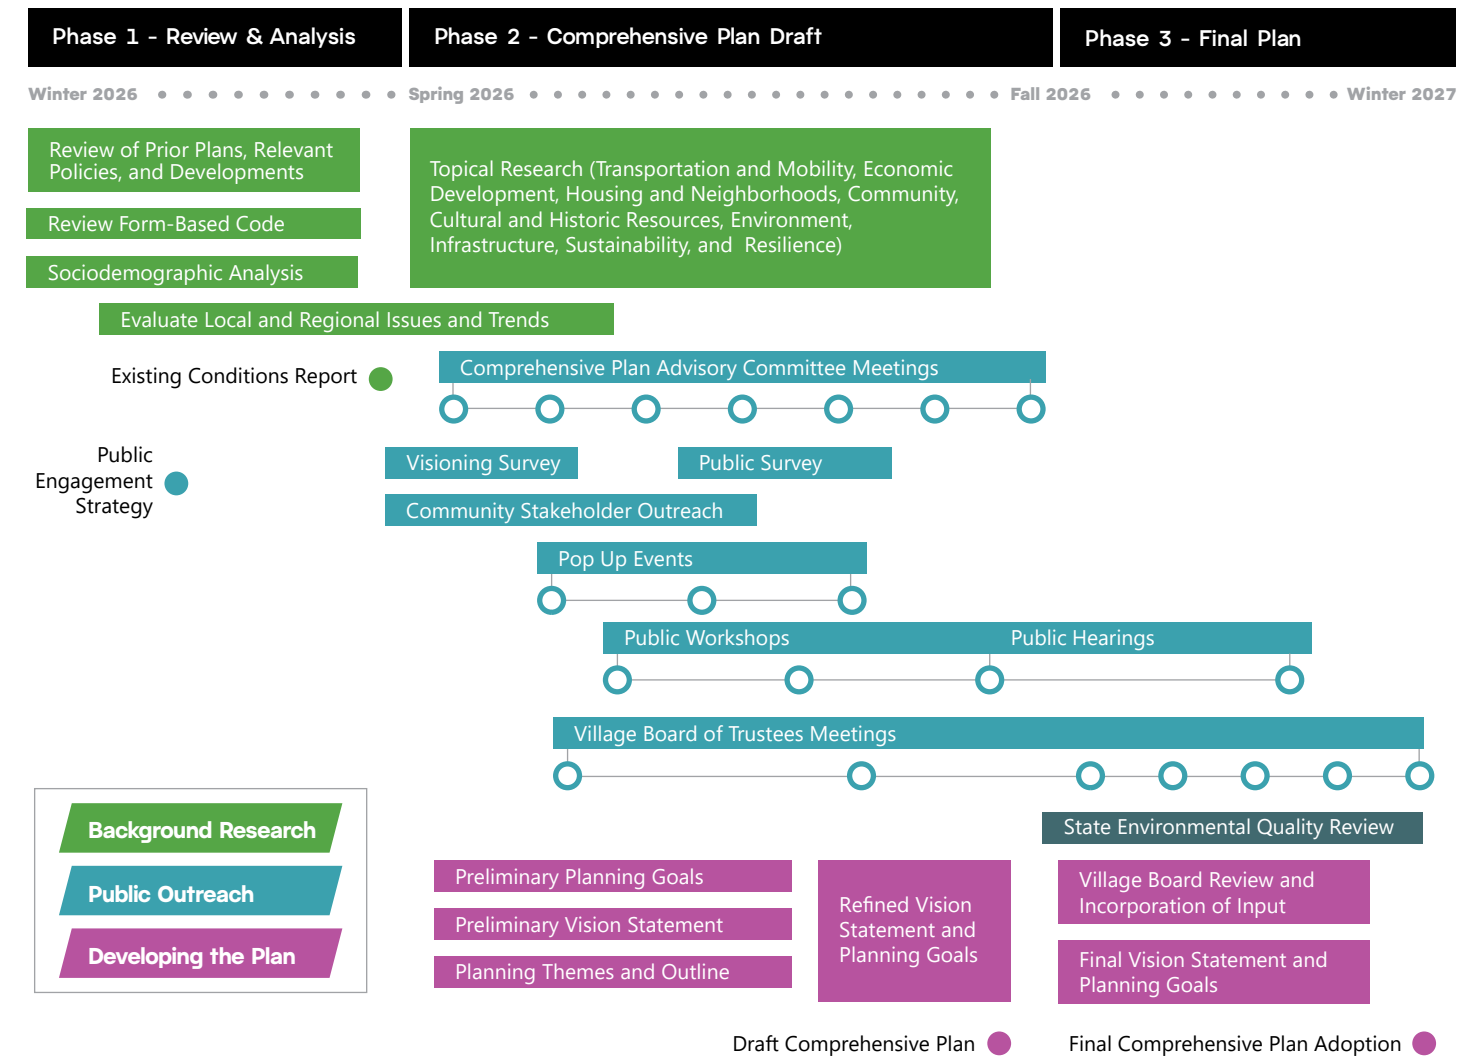 Phase 1 - Review & Analysis
Phase 2 - Comprehensive Plan Draft
Phase 3 - Final Plan
Winter 2026
Spring 2026
Fall 2026
Winter 2027
Review of Prior Plans, Relevant
Policies, and Developments
Review Form-Based Code
Sociodemographic Analysis
Topical Research (Transportation and Mobility, Economic
Development, Housing and Neighborhoods, Community,
Cultural and Historic Resources, Environment,
Infrastructure, Sustainability, and Resilience)
Evaluate Local and Regional Issues and Trends
Existing Conditions Report
Comprehensive Plan Advisory Committee Meetings
Public
Engagement
Strategy
Visioning Survey
Public Survey
Community Stakeholder Outreach
Pop Up Events
Public Workshops
Public Hearings
Village Board of Trustees Meetings
State Environmental Quality Review
Background Research
Public Outreach
Developing the Plan
Preliminary Planning Goals
Preliminary Vision Statement
Planning Themes and Outline
Refined Vision
Statement and
Planning Goals
Village Board Review and
Incorporation of Input
Final Vision Statement and
Planning Goals
Draft Comprehensive Plan
Final Comprehensive Plan Adoption